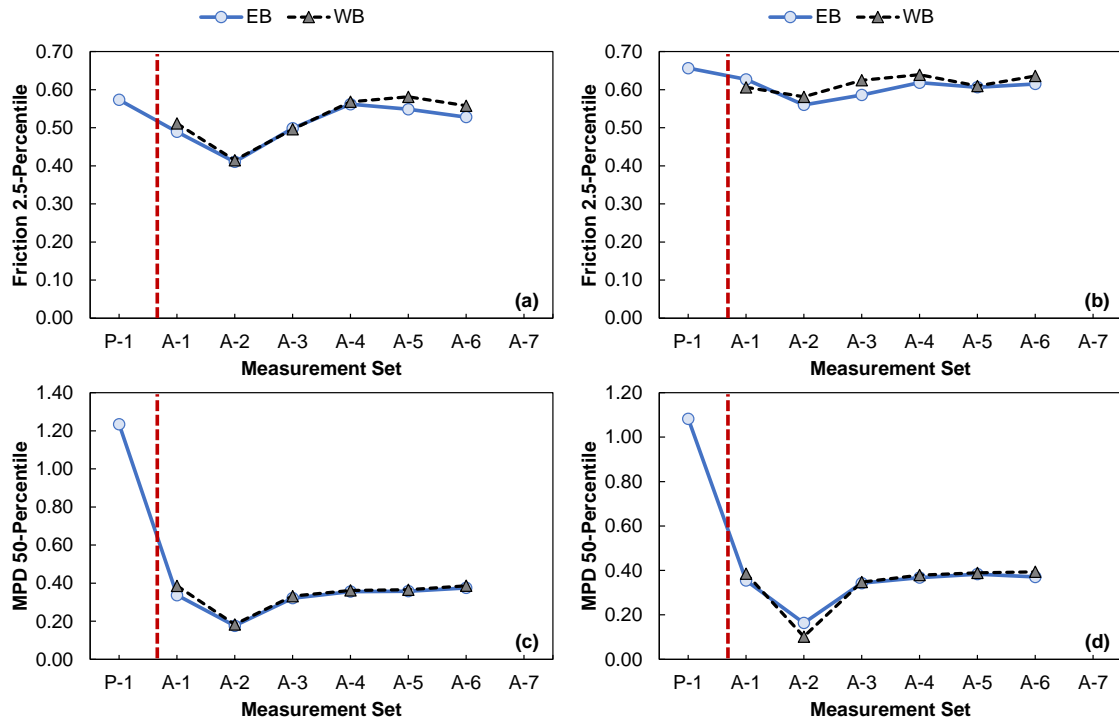 EB WB
0.70
0.60
0.50
0.40
0.30
0.20
0.10
0.00
Friction 2.5-Percentile
(a)
P-1 A-1 A-2 A-3 A-4 A-5 A-6 A-7
Measurement Set
EB WB
0.70
0.60
0.50
0.40
0.30
0.20
0.10
0.00
Friction 2.5-Percentile
(b)
P-1 A-1 A-2 A-3 A-4 A-5 A-6 A-7
Measurement Set
1.40
1.20
1.00
0.80
0.60
0.40
0.20
0.00
MPD 50-Percentile
(c)
P-1 A-1 A-2 A-3 A-4 A-5 A-6 A-7
Measurement Set
1.20
1.00
0.80
0.60
0.40
0.20
0.00
MPD 50-Percentile
(d)
P-1 A-1 A-2 A-3 A-4 A-5 A-6 A-7
Measurement Set